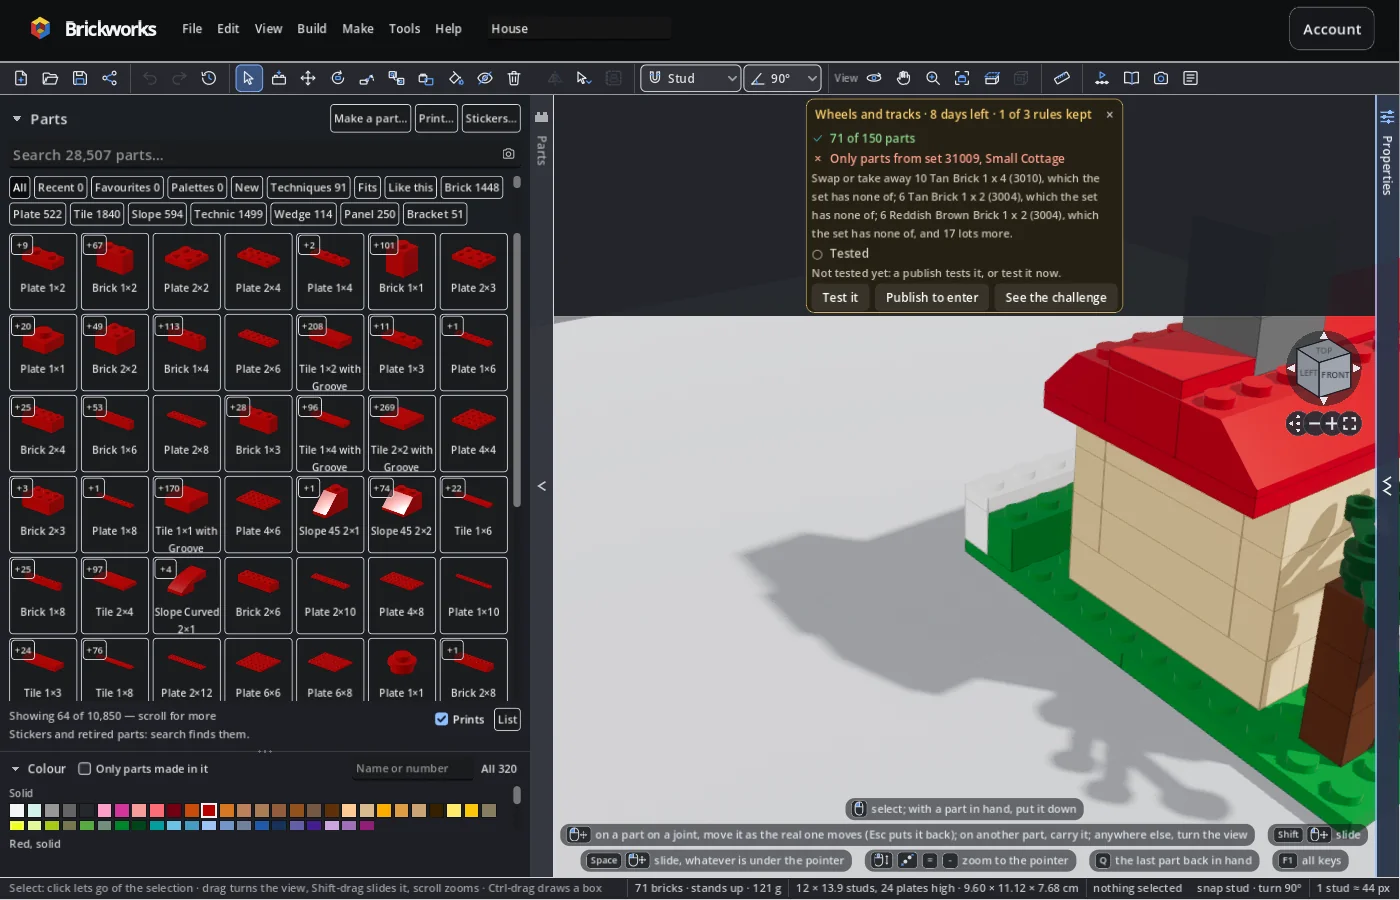 Brickworks
File Edit View Build Make Tools Help House
Account
Stud 90° View
Parts Make a part... Print... Stickers...
Search 28,507 parts...
All Recent 0 Favourites 0 Palettes 0 New Techniques 91 Fits Like this Brick 1448
Plate 522 Tile 1840 Slope 594 Technic 1499 Wedge 114 Panel 250 Bracket 51
+9 +67 +2 +101
Plate 1×2 Brick 1×2 Plate 2×2 Plate 2×4 Plate 1×4 Brick 1×1 Plate 2×3
+20 +49 +113 +208 +11 +1
Plate 1×1 Brick 2×2 Brick 1×4 Plate 2×6 Tile 1×2 with Groove Plate 1×3 Plate 1×6
+25 +53 +28 +96 +269
Brick 2×4 Brick 1×6 Plate 2×8 Brick 1×3 Tile 1×4 with Groove Tile 2×2 with Groove Plate 4×4
+3 +1 +170 +1 +74 +22
Brick 2×3 Plate 1×8 Tile 1×1 with Groove Plate 4×6 Slope 45 2×1 Slope 45 2×2 Tile 1×6
+25 +97 +4
Brick 1×8 Tile 2×4 Slope Curved 2×1 Brick 2×6 Plate 2×10 Plate 4×8 Plate 1×10
+24 +76 +1
Tile 1×3 Tile 1×8 Plate 2×12 Plate 6×6 Plate 6×8 Plate 1×1 Brick 2×8
Showing 64 of 10,850 — scroll for more
Stickers and retired parts: search finds them.
Prints List
Colour Only parts made in it Name or number All 320
Solid
Red, solid
Parts
Wheels and tracks · 8 days left · 1 of 3 rules kept ×
71 of 150 parts
Only parts from set 31009, Small Cottage
Swap or take away 10 Tan Brick 1 x 4 (3010), which the
set has none of; 6 Tan Brick 1 x 2 (3004), which the
set has none of; 6 Reddish Brown Brick 1 x 2 (3004), which
the set has none of, and 17 lots more.
Tested
Not tested yet: a publish tests it, or test it now.
Test it Publish to enter See the challenge
TOP
LEFT FRONT
Properties
select; with a part in hand, put it down
on a part on a joint, move it as the real one moves (Esc puts it back); on another part, carry it; anywhere else, turn the view
Shift slide
Space slide, whatever is under the pointer
= - zoom to the pointer
Q the last part back in hand
F1 all keys
Select: click lets go of the selection · drag turns the view, Shift-drag slides it, scroll zooms · Ctrl-drag draws a box
71 bricks · stands up · 121 g
12 × 13.9 studs, 24 plates high · 9.60 × 11.12 × 7.68 cm
nothing selected
snap stud · turn 90°
1 stud ≈ 44 px